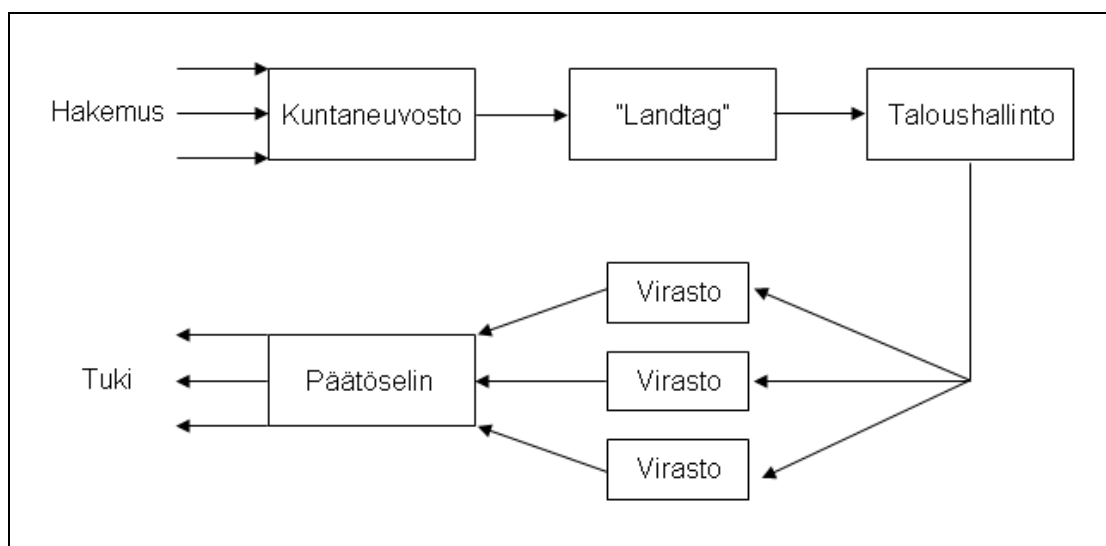 Hakemus
Kuntaneuvosto
"Landtag"
Taloushallinto
Virasto
Tuki
Päätöselin
Virasto
Virasto